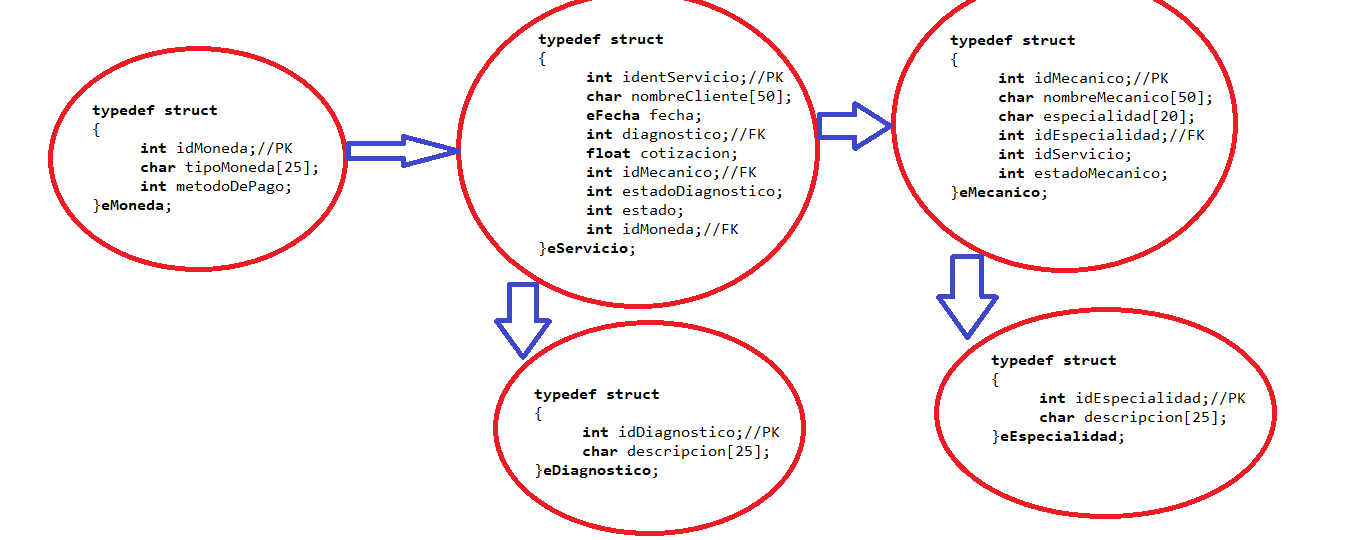 typedef struct
{
int idMoneda;//PK
char tipoMoneda[25];
int metodoDePago;
}eMoneda;
typedef struct
{
int identServicio;//PK
char nombreCliente[50];
eFecha fecha;
int diagnostico;//FK
float cotizacion;
int idMecanico;//FK
int estadoDiagnostico;
int estado;
int idMoneda;//FK
}eServicio;
typedef struct
{
int idMecanico;//PK
char nombreMecanico[50];
char especialidad[20];
int idEspecialidad;//FK
int idServicio;
int estadoMecanico;
}eMecanico;
typedef struct
{
int idDiagnostico;//PK
char descripcion[25];
}eDiagnostico;
typedef struct
{
int idEspecialidad;//PK
char descripcion[25];
}eEspecialidad;